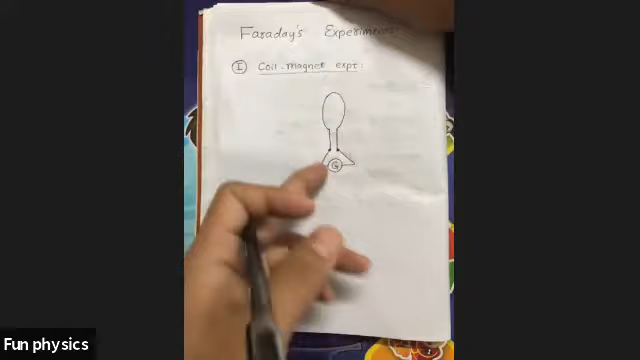 Faraday's Experiments
I Coil-magnet expt:
G
Fun physics